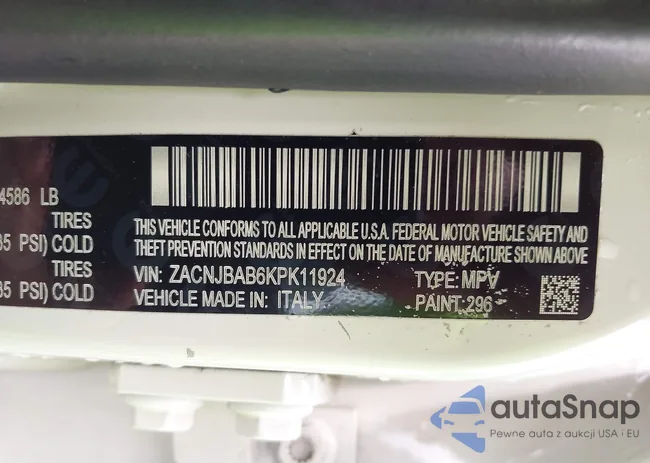 4586 LB
TIRES
35 PSI) COLD
TIRES
35 PSI) COLD
THIS VEHICLE CONFORMS TO ALL APPLICABLE U.S.A. FEDERAL MOTOR VEHICLE SAFETY AND
THEFT PREVENTION STANDARDS IN EFFECT ON THE DATE OF MANUFACTURE SHOWN ABOVE
VIN: ZACNJBAB6KPK11924 TYPE: MPV
VEHICLE MADE IN: ITALY PAINT: 296
autaSnap
Pewne auta z aukcji USA i EU